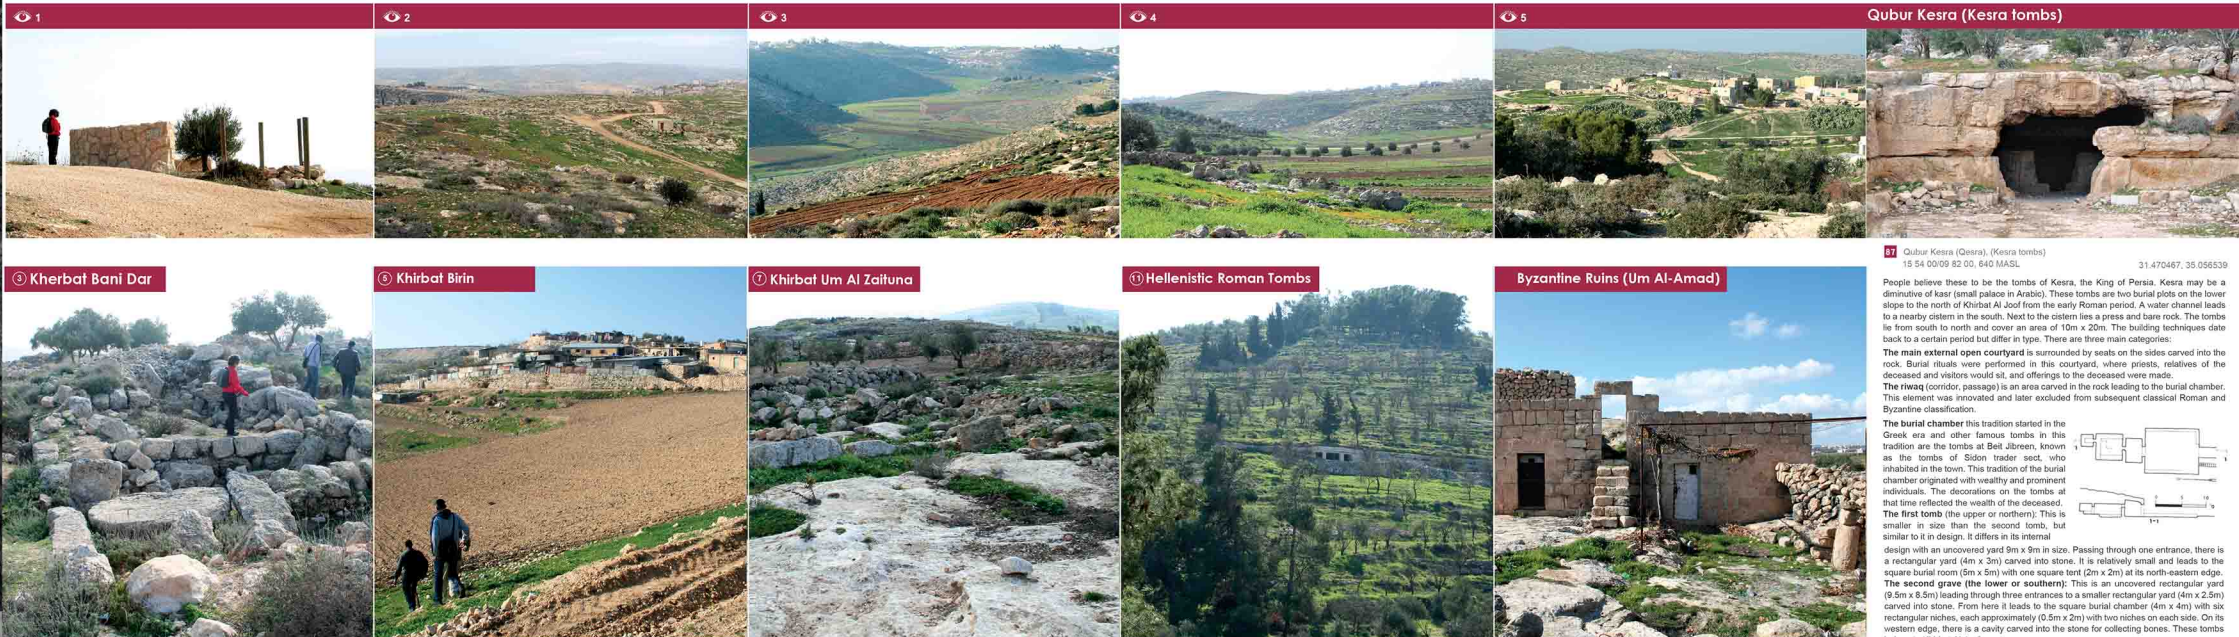 1
2
3
4
5
Qubur Kesra (Kesra tombs)
3 Kherbat Bani Dar
5 Khirbat Birin
7 Khirbat Um Al Zaituna
11 Hellenistic Roman Tombs
Byzantine Ruins (Um Al-Amad)
87 Qubur Kesra (Qesra), (Kesra tombs)
15 54 00/09 82 00, 640 MASL 31.470467, 35.056539
People believe these to be the tombs of Kesra, the King of Persia. Kesra may be a
diminutive of kasr (small palace in Arabic). These tombs are two burial plots on the lower
slope to the north of Khirbat Al Joof from the early Roman period. A water channel leads
to a nearby cistern in the south. Next to the cistern lies a press and bare rock. The tombs
lie from south to north and cover an area of 10m x 20m. The building techniques date
back to a certain period but differ in type. There are three main categories:
The main external open courtyard is surrounded by seats on the sides carved into the
rock. Burial rituals were performed in this courtyard, where priests, relatives of the
deceased and visitors would sit, and offerings to the deceased were made.
The riwaq (corridor, passage) is an area carved in the rock leading to the burial chamber.
This element was innovated and later excluded from subsequent classical Roman and
Byzantine classification.
The burial chamber this tradition started in the
Greek era and other famous tombs in this
tradition are the tombs at Beit Jibreen, known
as the tombs of Sidon trader sect, who
inhabited in the town. This tradition of the burial
chamber originated with wealthy and prominent
individuals. The decorations on the tombs at
that time reflected the wealth of the deceased.
The first tomb (the upper or northern): This is
smaller in size than the second tomb, but
similar to it in design. It differs in its internal
design with an uncovered yard 9m x 9m in size. Passing through one entrance, there is
a rectangular yard (4m x 3m) carved into stone. It is relatively small and leads to the
square burial room (5m x 5m) with one square tent (2m x 2m) at its north-eastern edge.
The second grave (the lower or southern): This is an uncovered rectangular yard
(9.5m x 8.5m) leading through three entrances to a smaller rectangular yard (4m x 2.5m)
carved into stone. From here it leads to the square burial chamber (4m x 4m) with six
rectangular niches, each approximately (0.5m x 2m) with two niches on each side. On its
western edge, there is a cavity carved into the stone for collecting bones. These tombs